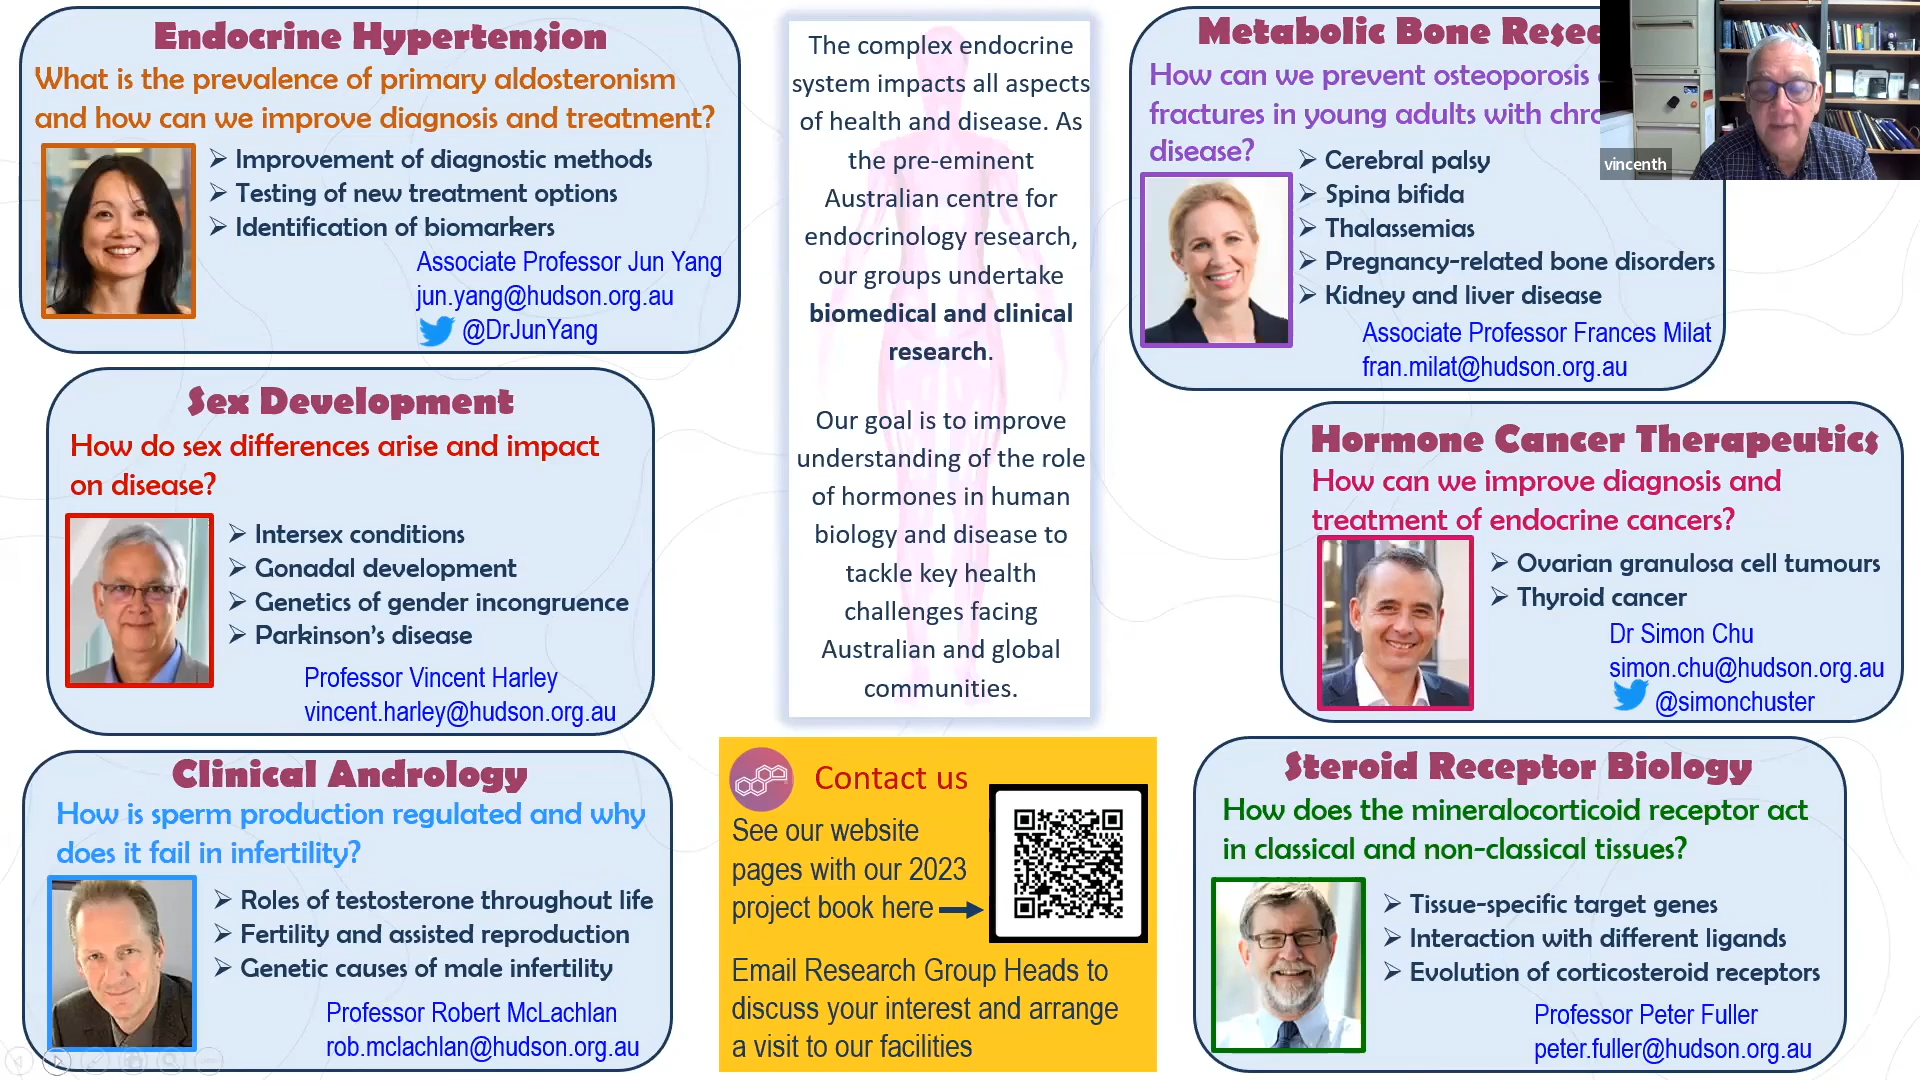 Endocrine Hypertension
What is the prevalence of primary aldosteronism
and how can we improve diagnosis and treatment?
➢ Improvement of diagnostic methods
➢ Testing of new treatment options
➢ Identification of biomarkers
Associate Professor Jun Yang
jun.yang@hudson.org.au
@DrJunYang
Sex Development
How do sex differences arise and impact
on disease?
➢ Intersex conditions
➢ Gonadal development
➢ Genetics of gender incongruence
➢ Parkinson's disease
Professor Vincent Harley
vincent.harley@hudson.org.au
Clinical Andrology
How is sperm production regulated and why
does it fail in infertility?
➢ Roles of testosterone throughout life
➢ Fertility and assisted reproduction
➢ Genetic causes of male infertility
Professor Robert McLachlan
rob.mclachlan@hudson.org.au
The complex endocrine
system impacts all aspects
of health and disease. As
the pre-eminent
Australian centre for
endocrinology research,
our groups undertake
biomedical and clinical
research.
Our goal is to improve
understanding of the role
of hormones in human
biology and disease to
tackle key health
challenges facing
Australian and global
communities.
Contact us
See our website
pages with our 2023
project book here
Email Research Group Heads to
discuss your interest and arrange
a visit to our facilities
Metabolic Bone
How can we prevent osteoporosis
fractures in young adults with
disease?
➢ Cerebral palsy
➢ Spina bifida
➢ Thalassemias
➢ Pregnancy-related bone disorders
➢ Kidney and liver disease
Associate Professor Frances Milat
fran.milat@hudson.org.au
vincenth
Hormone Cancer Therapeutics
How can we improve diagnosis and
treatment of endocrine cancers?
➢ Ovarian granulosa cell tumours
➢ Thyroid cancer
Dr Simon Chu
simon.chu@hudson.org.au
@simonchuster
Steroid Receptor Biology
How does the mineralocorticoid receptor act
in classical and non-classical tissues?
➢ Tissue-specific target genes
➢ Interaction with different ligands
➢ Evolution of corticosteroid receptors
Professor Peter Fuller
peter.fuller@hudson.org.au